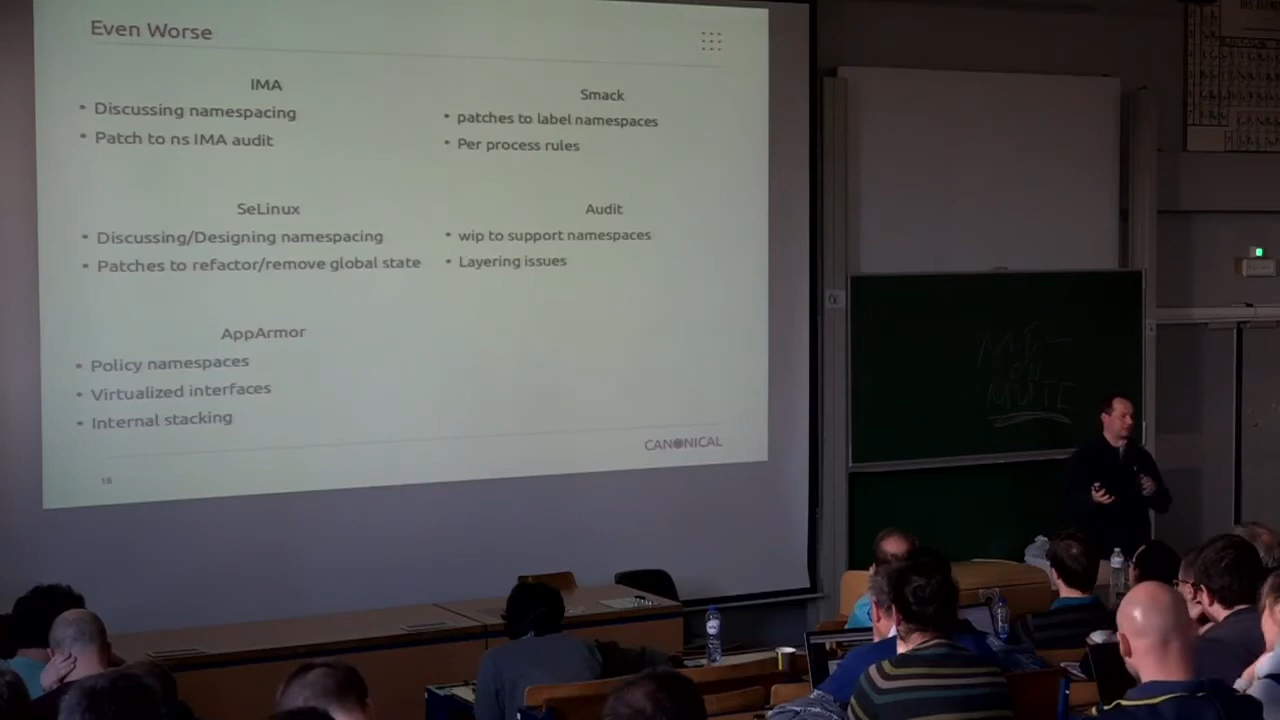 Even Worse
IMA
• Discussing namespacing
• Patch to ns IMA audit
Smack
• patches to label namespaces
• Per process rules
SeLinux
• Discussing/Designing namespacing
• Patches to refactor/remove global state
Audit
• wip to support namespaces
• Layering issues
AppArmor
• Policy namespaces
• Virtualized interfaces
• Internal stacking
CANONICAL
18